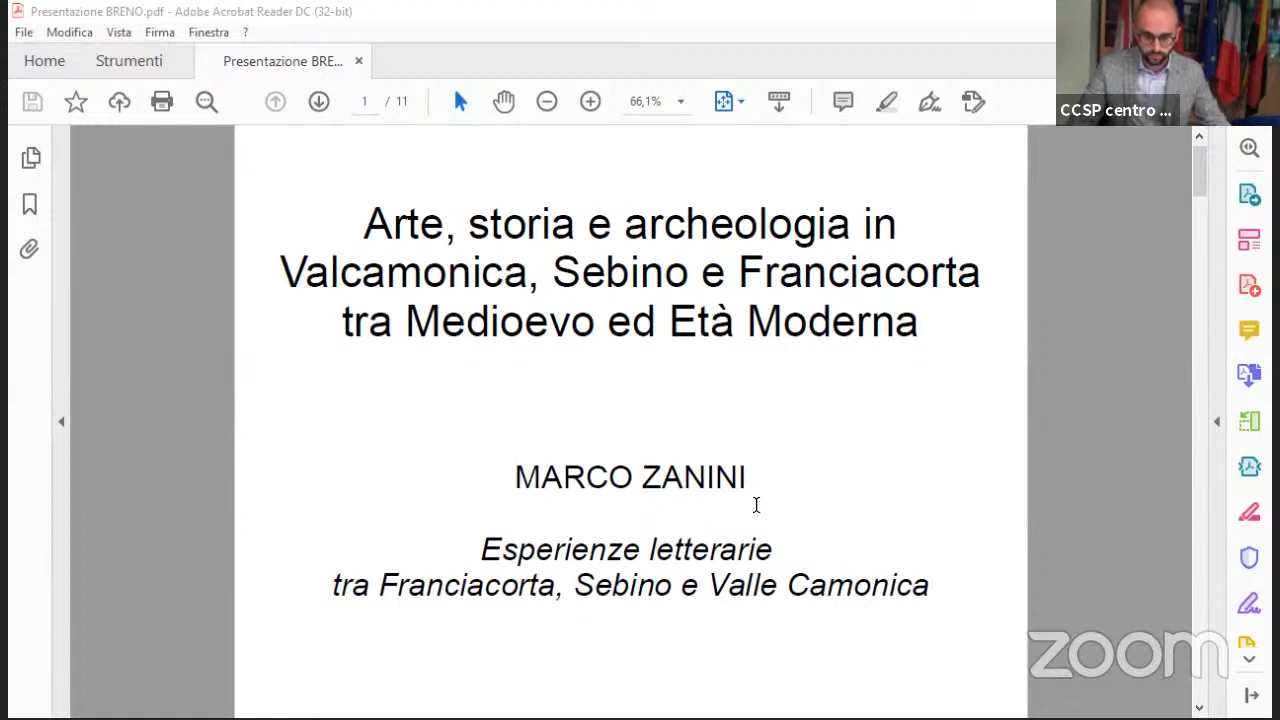 Presentazione BRENO.pdf - Adobe Acrobat Reader DC (32-bit)
File Modifica Vista Firma Finestra ?
Home Strumenti Presentazione BRE... ×
1 / 11 66,1%
CCSP centro ...
Arte, storia e archeologia in
Valcamonica, Sebino e Franciacorta
tra Medioevo ed Età Moderna
MARCO ZANINI
Esperienze letterarie
tra Franciacorta, Sebino e Valle Camonica
zoom